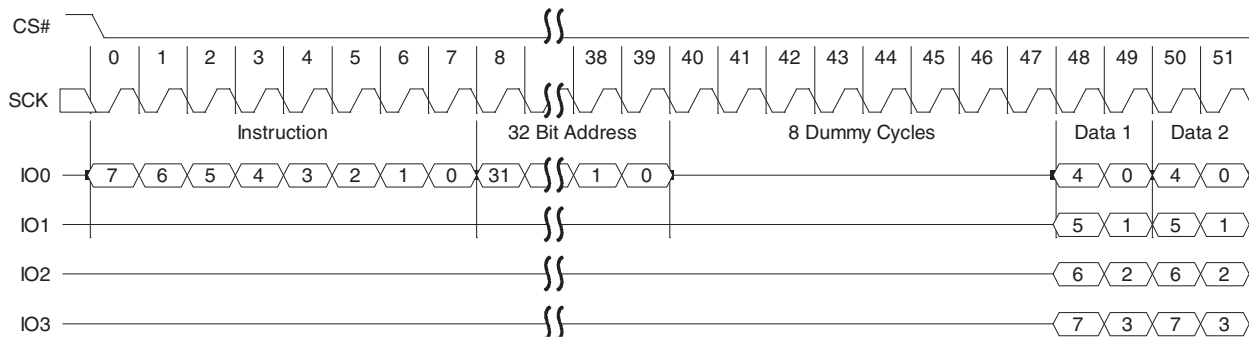 CS#
0 1 2 3 4 5 6 7 8 38 39 40 41 42 43 44 45 46 47 48 49 50 51
SCK
Instruction 32 Bit Address 8 Dummy Cycles Data 1 Data 2
IO0 7 6 5 4 3 2 1 0 31 1 0 4 0 4 0
IO1 5 1 5 1
IO2 6 2 6 2
IO3 7 3 7 3